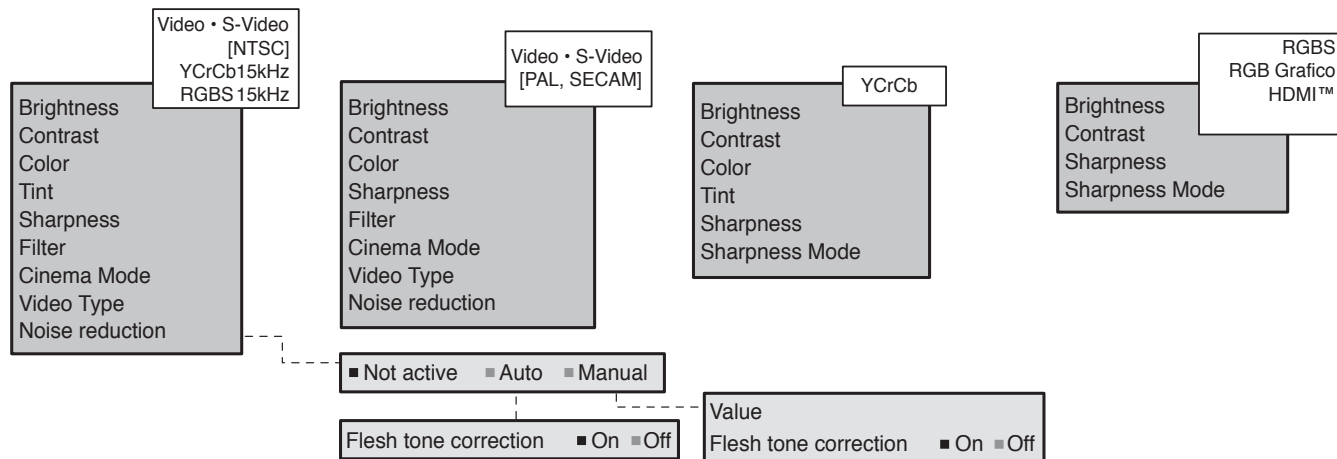 Video • S-Video
[NTSC]
YCrCb15kHz
RGBS15kHz
Brightness
Contrast
Color
Tint
Sharpness
Filter
Cinema Mode
Video Type
Noise reduction
Video • S-Video
[PAL, SECAM]
Brightness
Contrast
Color
Sharpness
Filter
Cinema Mode
Video Type
Noise reduction
YCrCb
Brightness
Contrast
Color
Tint
Sharpness
Sharpness Mode
RGBS
RGB Grafico
HDMI™
Brightness
Contrast
Sharpness
Sharpness Mode
■ Not active ■ Auto ■ Manual
Flesh tone correction ■ On ■ Off
Value
Flesh tone correction ■ On ■ Off